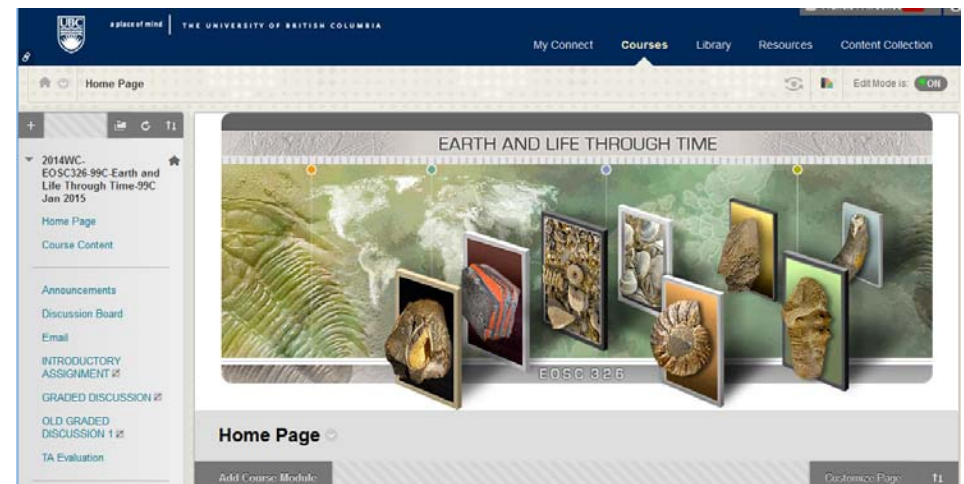 UBC
a place of mind
THE UNIVERSITY OF BRITISH COLUMBIA
My Connect
Courses
Library
Resources
Content Collection
Home Page
Edit Mode is: ON
2014WC-
EOSC326-99C-Earth and
Life Through Time-99C
Jan 2015
Home Page
Course Content
Announcements
Discussion Board
Email
INTRODUCTORY
ASSIGNMENT
GRADED DISCUSSION
OLD GRADED
DISCUSSION 1
TA Evaluation
EARTH AND LIFE THROUGH TIME
EOSC 326
Home Page
Add Course Module
Customize Page